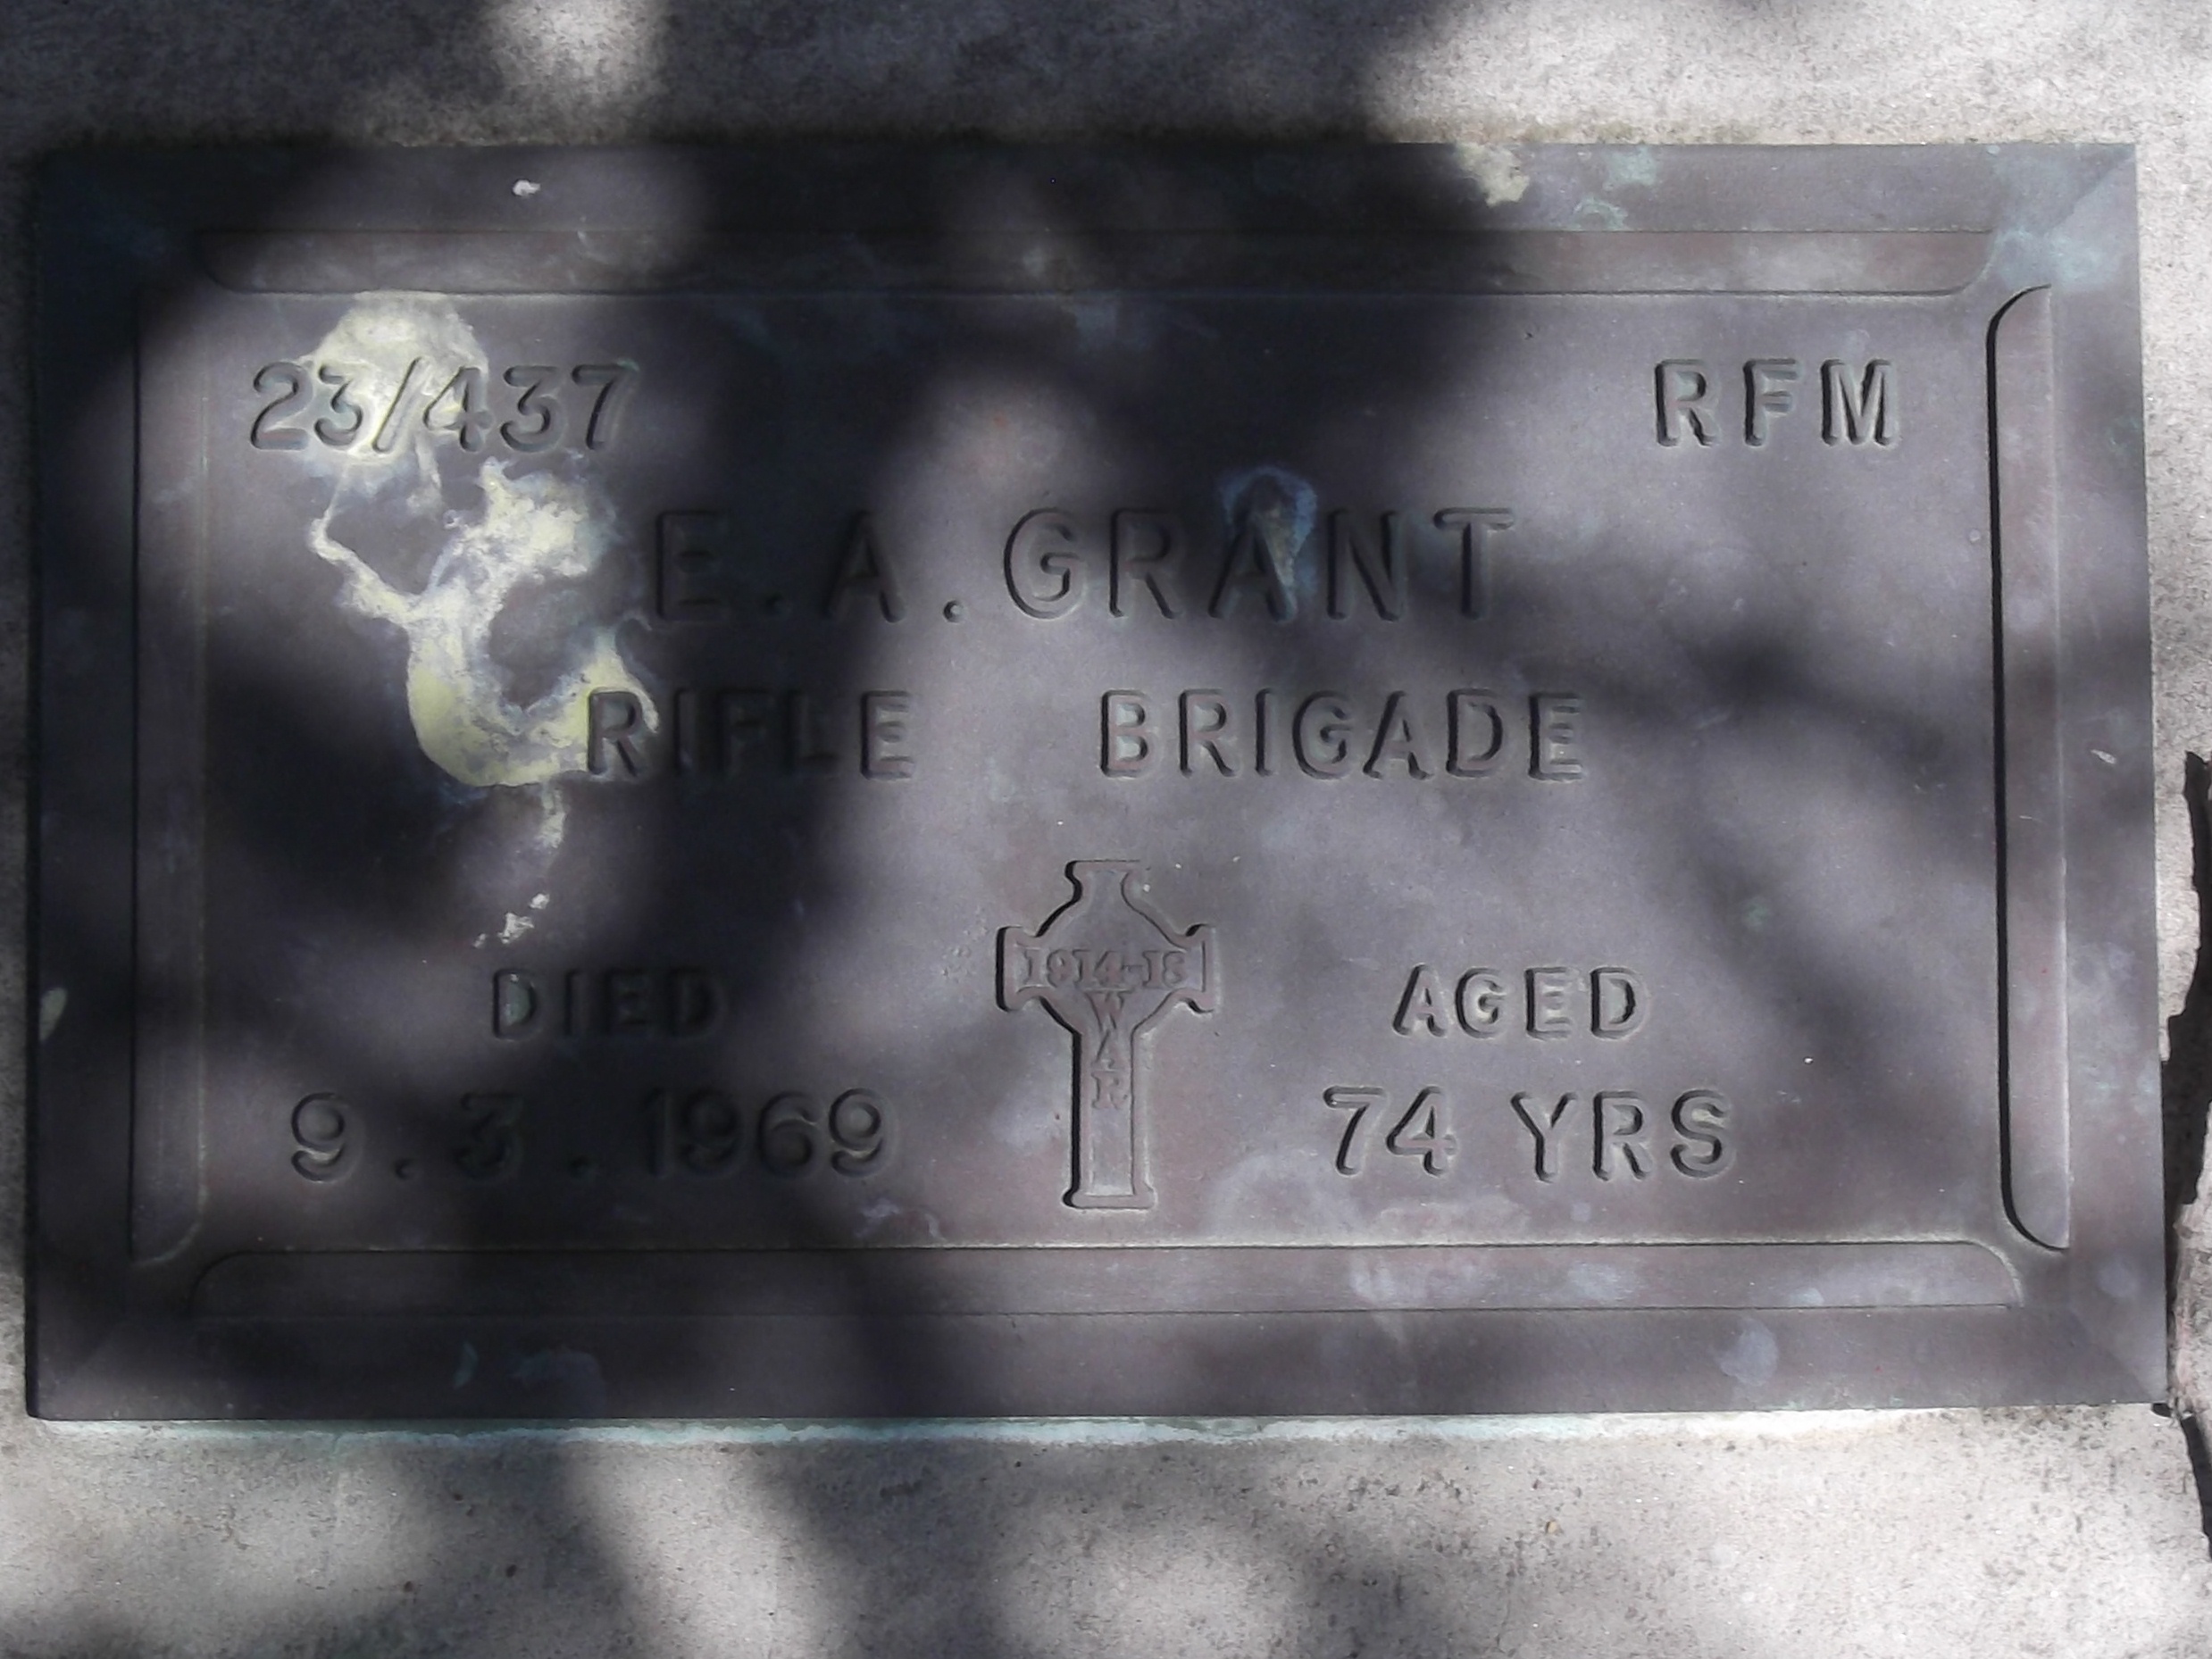 23/437 RFM
E. A. GRANT
RIFLE BRIGADE
1914-18
WAR
DIED AGED
9. 3. 1969 74 YRS